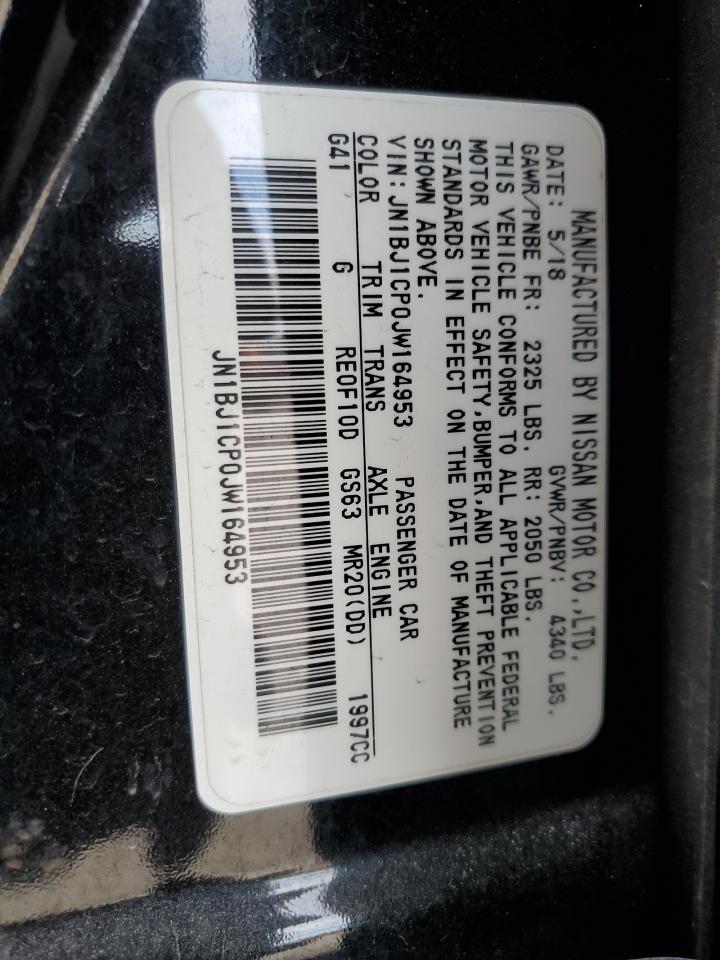 MANUFACTURED BY NISSAN MOTOR CO.,LTD.
DATE: 5/18 GVWR/PNBV: 4340 LBS.
GAWR/PNBE FR: 2325 LBS. RR: 2050 LBS.
THIS VEHICLE CONFORMS TO ALL APPLICABLE FEDERAL
MOTOR VEHICLE SAFETY,BUMPER,AND THEFT PREVENTION
STANDARDS IN EFFECT ON THE DATE OF MANUFACTURE
SHOWN ABOVE.
VIN: JN1BJ1CP0JW164953 PASSENGER CAR
COLOR TRIM TRANS AXLE ENGINE
G41 G RE0F10D GS63 MR20(DD) 1997CC
JN1BJ1CP0JW164953